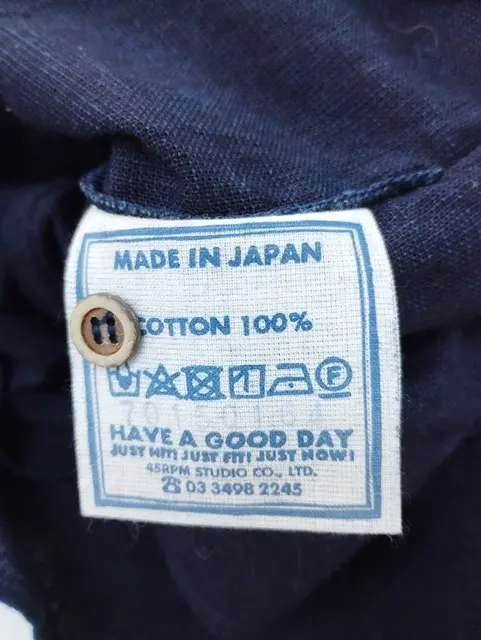 MADE IN JAPAN
COTTON 100%
HAVE A GOOD DAY
JUST HIT! JUST FIT! JUST NOW!
45RPM STUDIO CO., LTD.
☎ 03 3498 2245